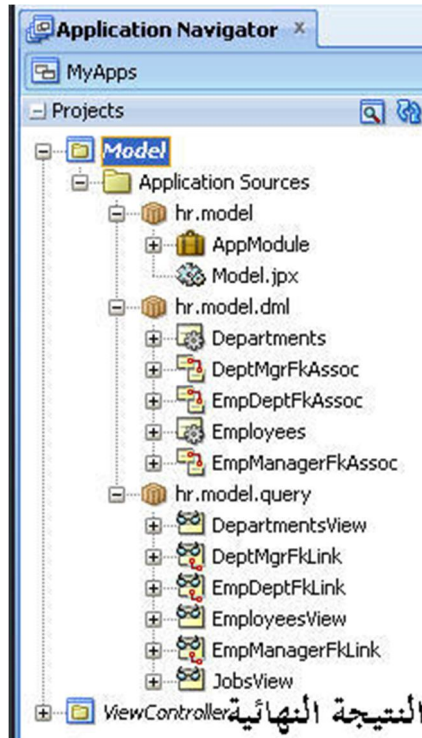 Application Navigator
MyApps
Projects
Model
Application Sources
hr.model
AppModule
Model.jpx
hr.model.dml
Departments
DeptMgrFkAssoc
EmpDeptFkAssoc
Employees
EmpManagerFkAssoc
hr.model.query
DepartmentsView
DeptMgrFkLink
EmpDeptFkLink
EmployeesView
EmpManagerFkLink
JobsView
ViewController
النتيجة النهائية